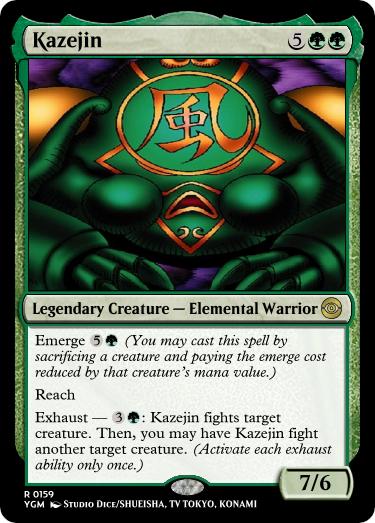 Kazejin 5
風
Legendary Creature — Elemental Warrior
Emerge 5 (You may cast this spell by
sacrificing a creature and paying the emerge cost
reduced by that creature's mana value.)
Reach
Exhaust — 3 : Kazejin fights target
creature. Then, you may have Kazejin fight
another target creature. (Activate each exhaust
ability only once.)
7/6
R 0159
YGM Studio Dice/SHUEISHA, TV TOKYO, KONAMI